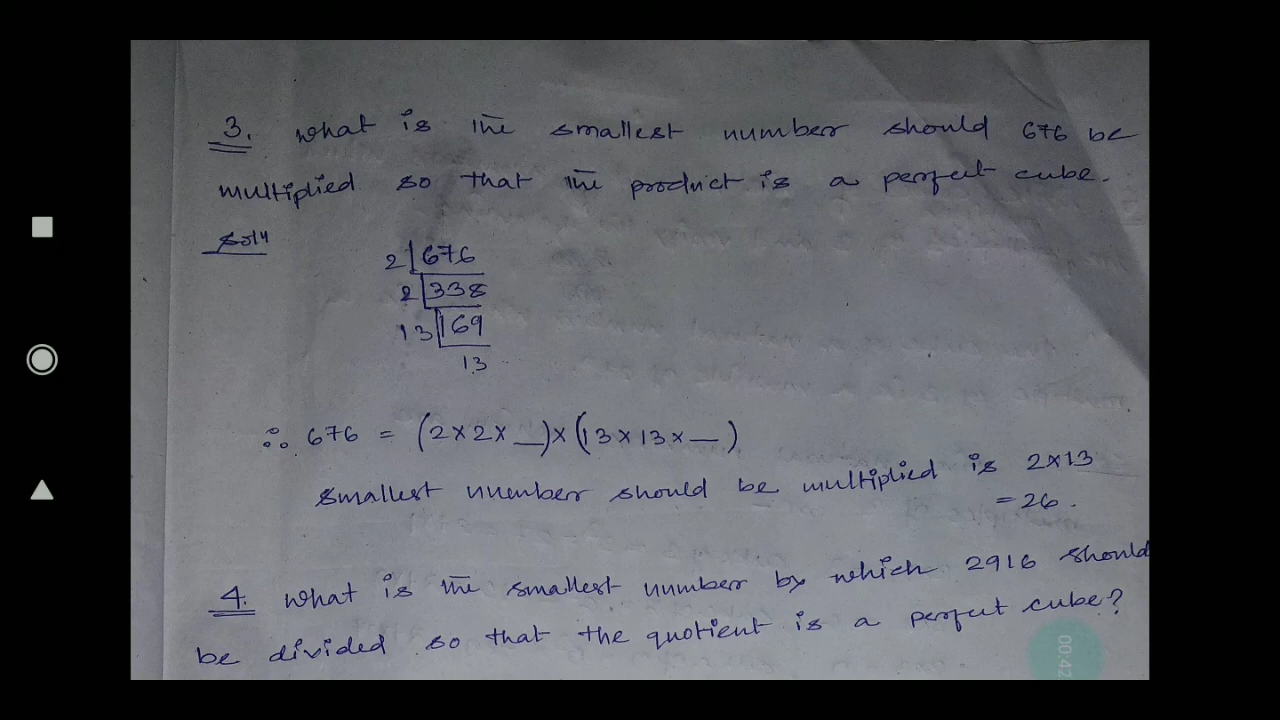 3. What is the smallest number should 676 be
multiplied so that the product is a perfect cube.
Soln
2 | 676
2 | 338
13 | 169
13
∴ 676 = (2×2×_)×(13×13×_)
Smallest number should be multiplied is 2×13
= 26.
4. What is the smallest number by which 2916 should
be divided so that the quotient is a perfect cube?
00:42